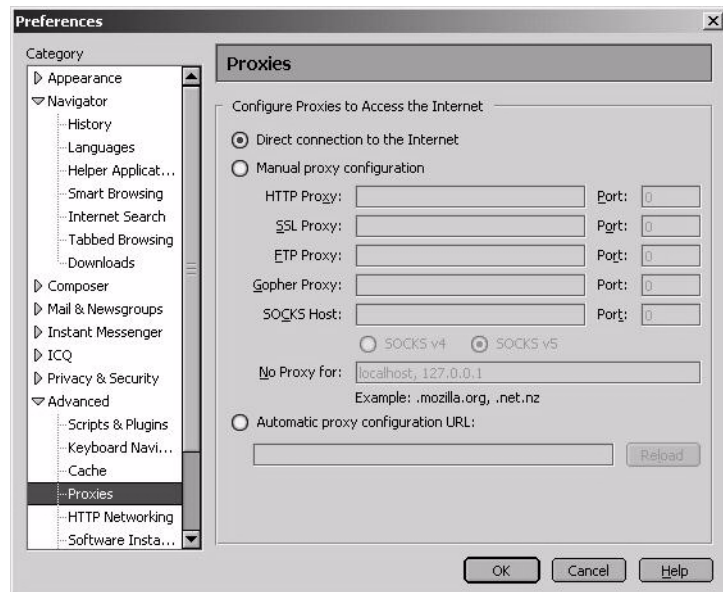 Preferences
Category
Appearance
Navigator
History
Languages
Helper Applicat...
Smart Browsing
Internet Search
Tabbed Browsing
Downloads
Composer
Mail & Newsgroups
Instant Messenger
ICQ
Privacy & Security
Advanced
Scripts & Plugins
Keyboard Navi...
Cache
Proxies
HTTP Networking
Software Insta...
Proxies
Configure Proxies to Access the Internet
Direct connection to the Internet
Manual proxy configuration
HTTP Proxy: Port: 0
SSL Proxy: Port: 0
FTP Proxy: Port: 0
Gopher Proxy: Port: 0
SOCKS Host: Port: 0
SOCKS v4 SOCKS v5
No Proxy for: localhost, 127.0.0.1
Example: .mozilla.org, .net.nz
Automatic proxy configuration URL:
Reload
OK Cancel Help